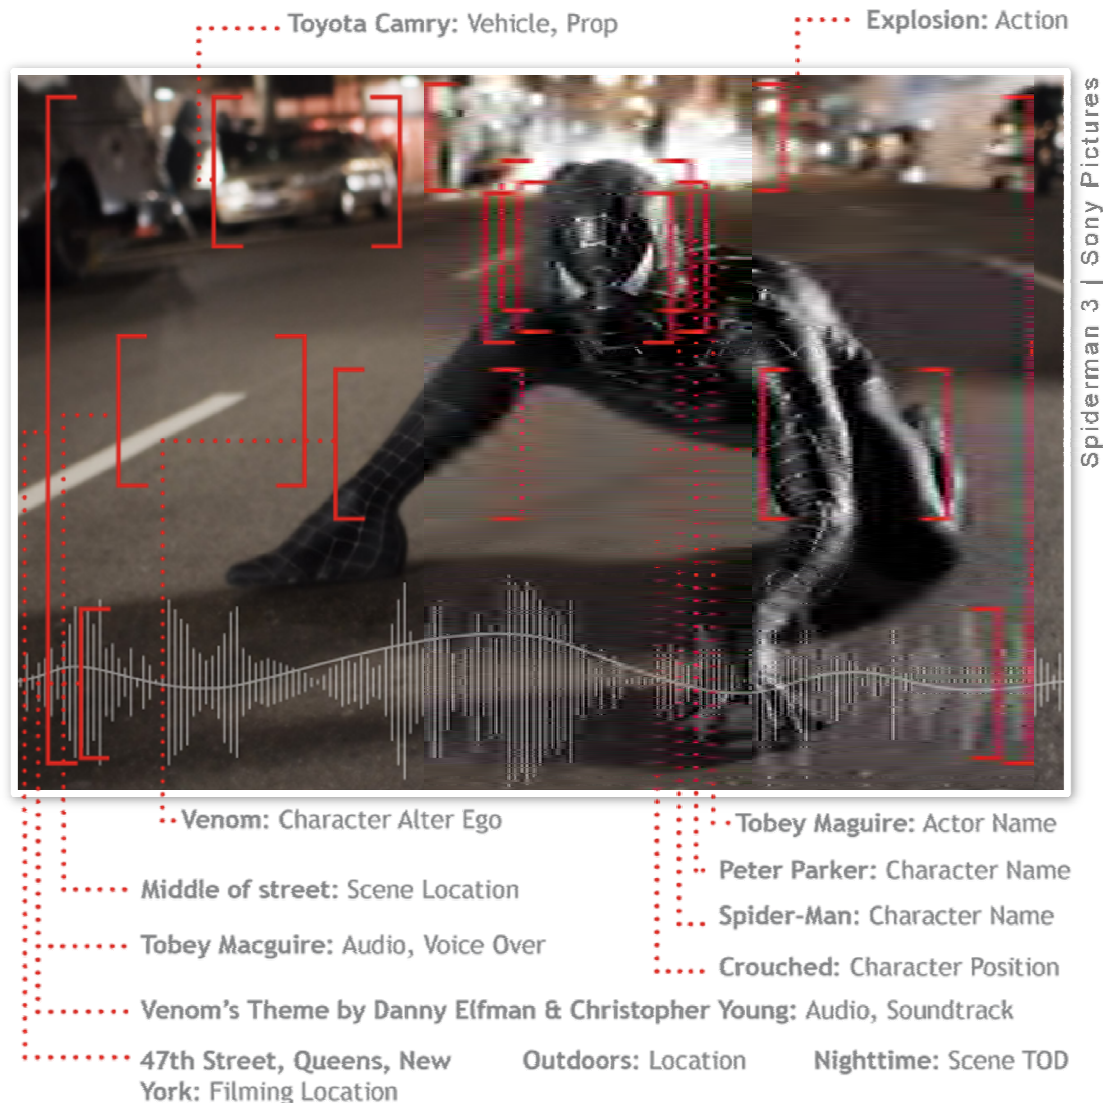 Toyota Camry: Vehicle, Prop
Explosion: Action
Spiderman 3 | Sony Pictures
Venom: Character Alter Ego
Tobey Maguire: Actor Name
Peter Parker: Character Name
Middle of street: Scene Location
Spider-Man: Character Name
Tobey Macguire: Audio, Voice Over
Crouched: Character Position
Venom's Theme by Danny Elfman & Christopher Young: Audio, Soundtrack
47th Street, Queens, New
York: Filming Location
Outdoors: Location
Nighttime: Scene TOD